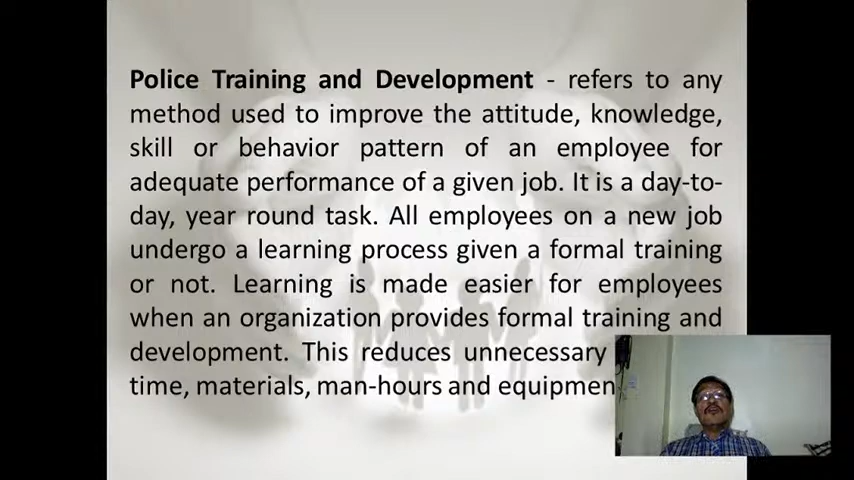 Police Training and Development - refers to any
method used to improve the attitude, knowledge,
skill or behavior pattern of an employee for
adequate performance of a given job. It is a day-to-
day, year round task. All employees on a new job
undergo a learning process given a formal training
or not. Learning is made easier for employees
when an organization provides formal training and
development. This reduces unnecessary
time, materials, man-hours and